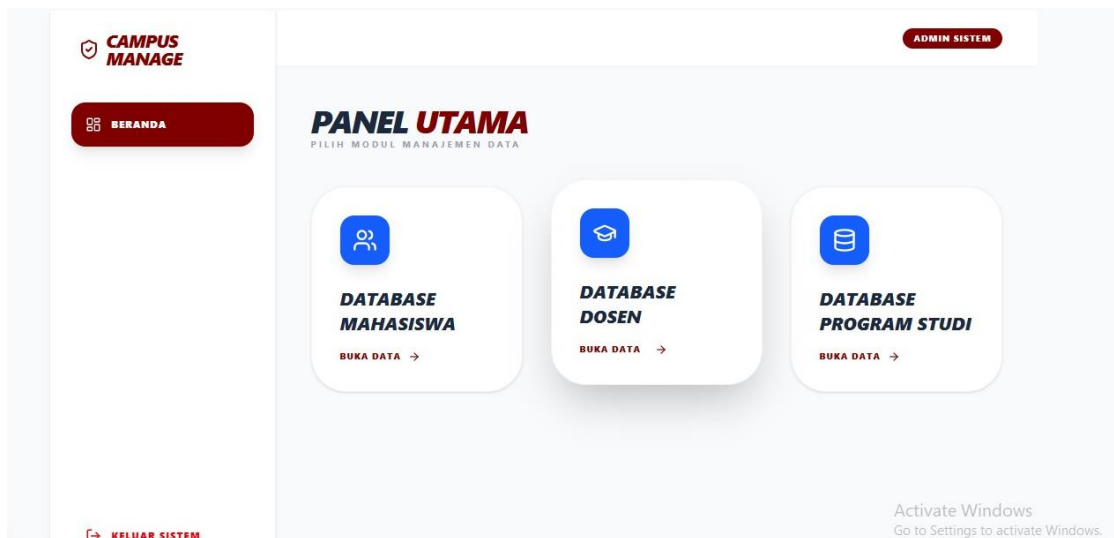 CAMPUS
MANAGE
ADMIN SISTEM
BERANDA
PANEL UTAMA
PILIH MODUL MANAJEMEN DATA
DATABASE
MAHASISWA
BUKA DATA
DATABASE
DOSEN
BUKA DATA
DATABASE
PROGRAM STUDI
BUKA DATA
KELUAR SISTEM
Activate Windows
Go to Settings to activate Windows.